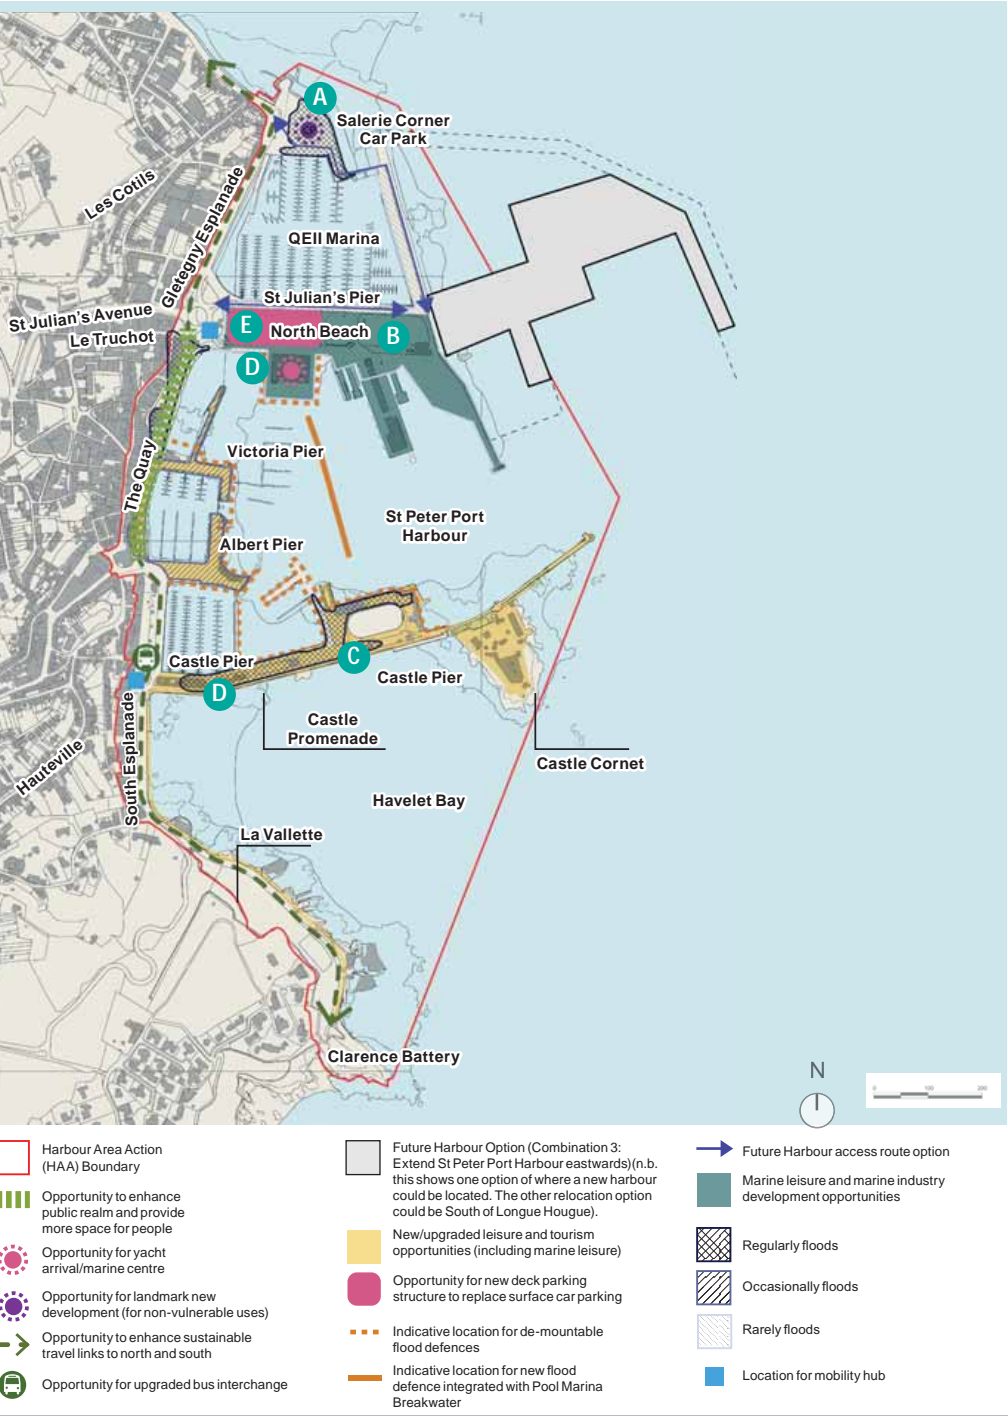 A
Salerie Corner
Car Park
Les Cotils
Gletegny Esplanade
QEII Marina
St Julian's Avenue
Le Truchot
St Julian's Pier
E
North Beach
B
D
The Quay
Victoria Pier
St Peter Port
Harbour
Albert Pier
Castle Pier
C
Castle Pier
D
Castle
Promenade
Castle Cornet
Hauteville
South Esplanade
Havelet Bay
La Vallette
Clarence Battery
N
0 100 200
Harbour Area Action
(HAA) Boundary
Opportunity to enhance
public realm and provide
more space for people
Opportunity for yacht
arrival/marine centre
Opportunity for landmark new
development (for non-vulnerable uses)
Opportunity to enhance sustainable
travel links to north and south
Opportunity for upgraded bus interchange
Future Harbour Option (Combination 3:
Extend St Peter Port Harbour eastwards)(n.b.
this shows one option of where a new harbour
could be located. The other relocation option
could be South of Longue Hougue).
New/upgraded leisure and tourism
opportunities (including marine leisure)
Opportunity for new deck parking
structure to replace surface car parking
Indicative location for de-mountable
flood defences
Indicative location for new flood
defence integrated with Pool Marina
Breakwater
Future Harbour access route option
Marine leisure and marine industry
development opportunities
Regularly floods
Occasionally floods
Rarely floods
Location for mobility hub